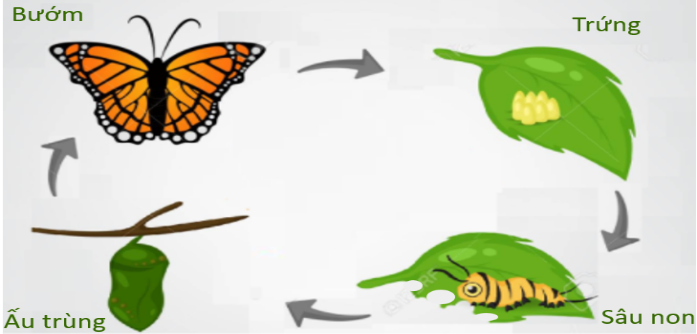 Bướm
Trứng
Ấu trùng
Sâu non